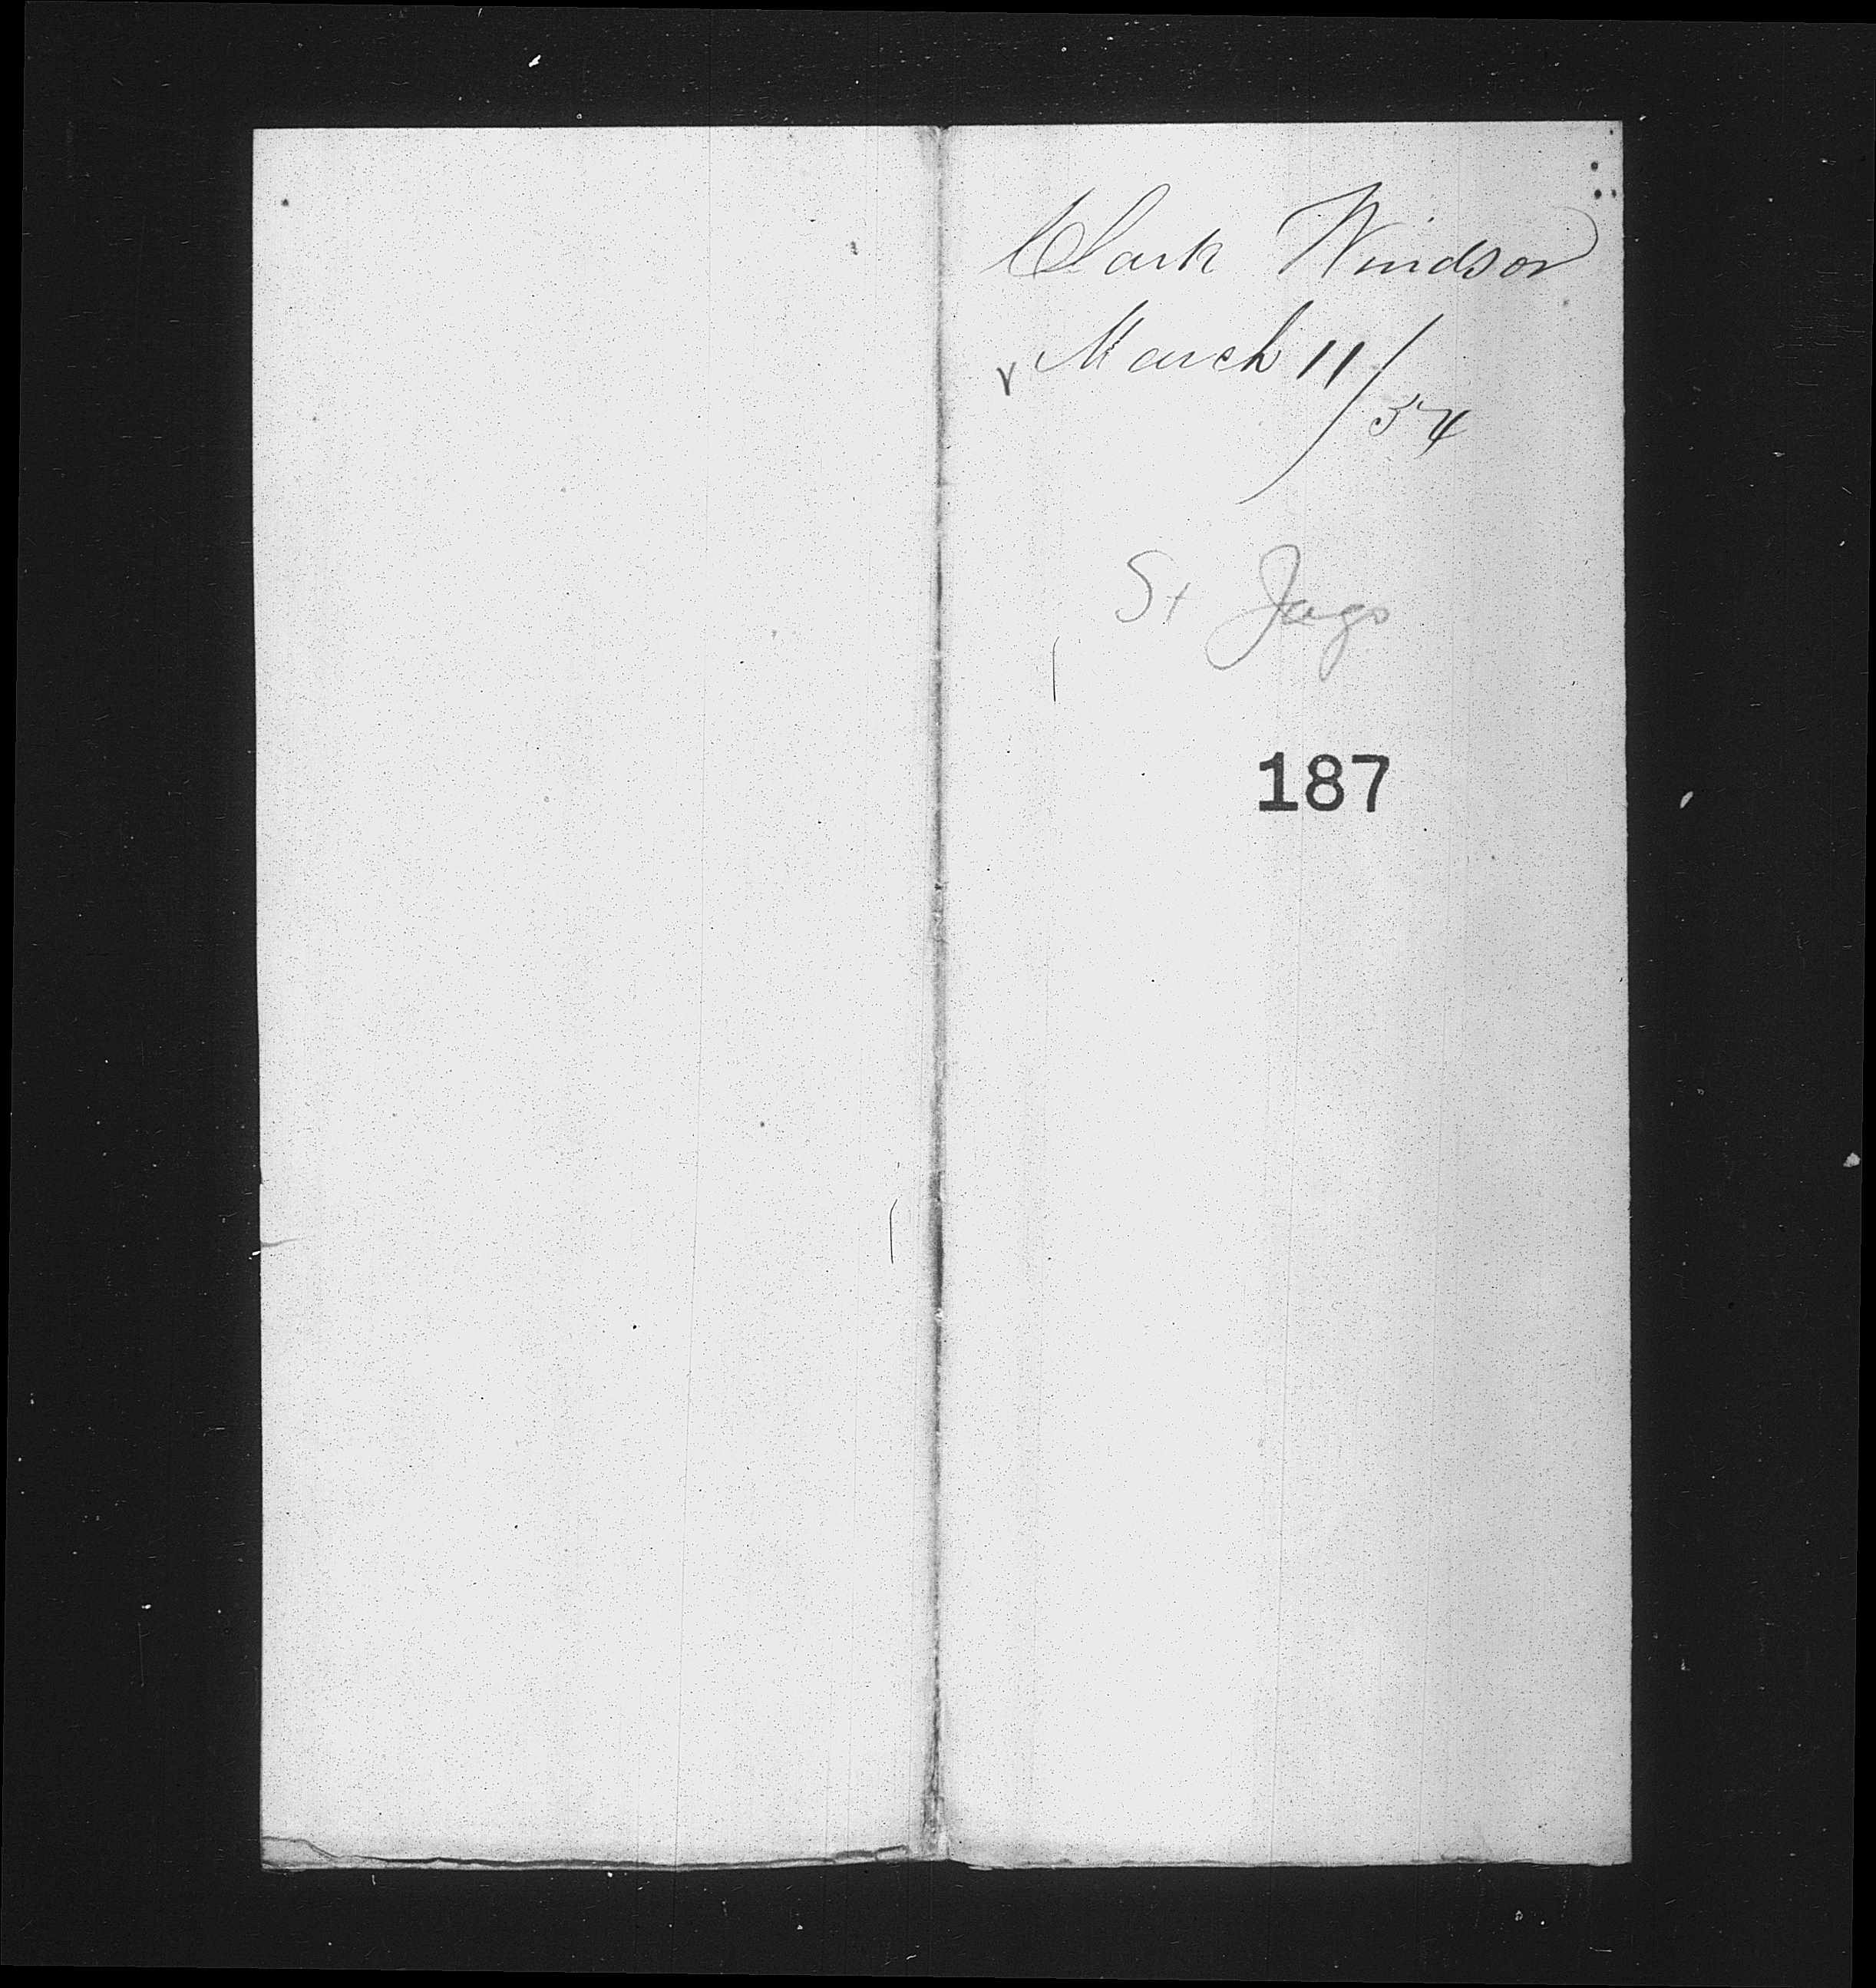 Clark Windsor
v March 11/54
St Jago
187